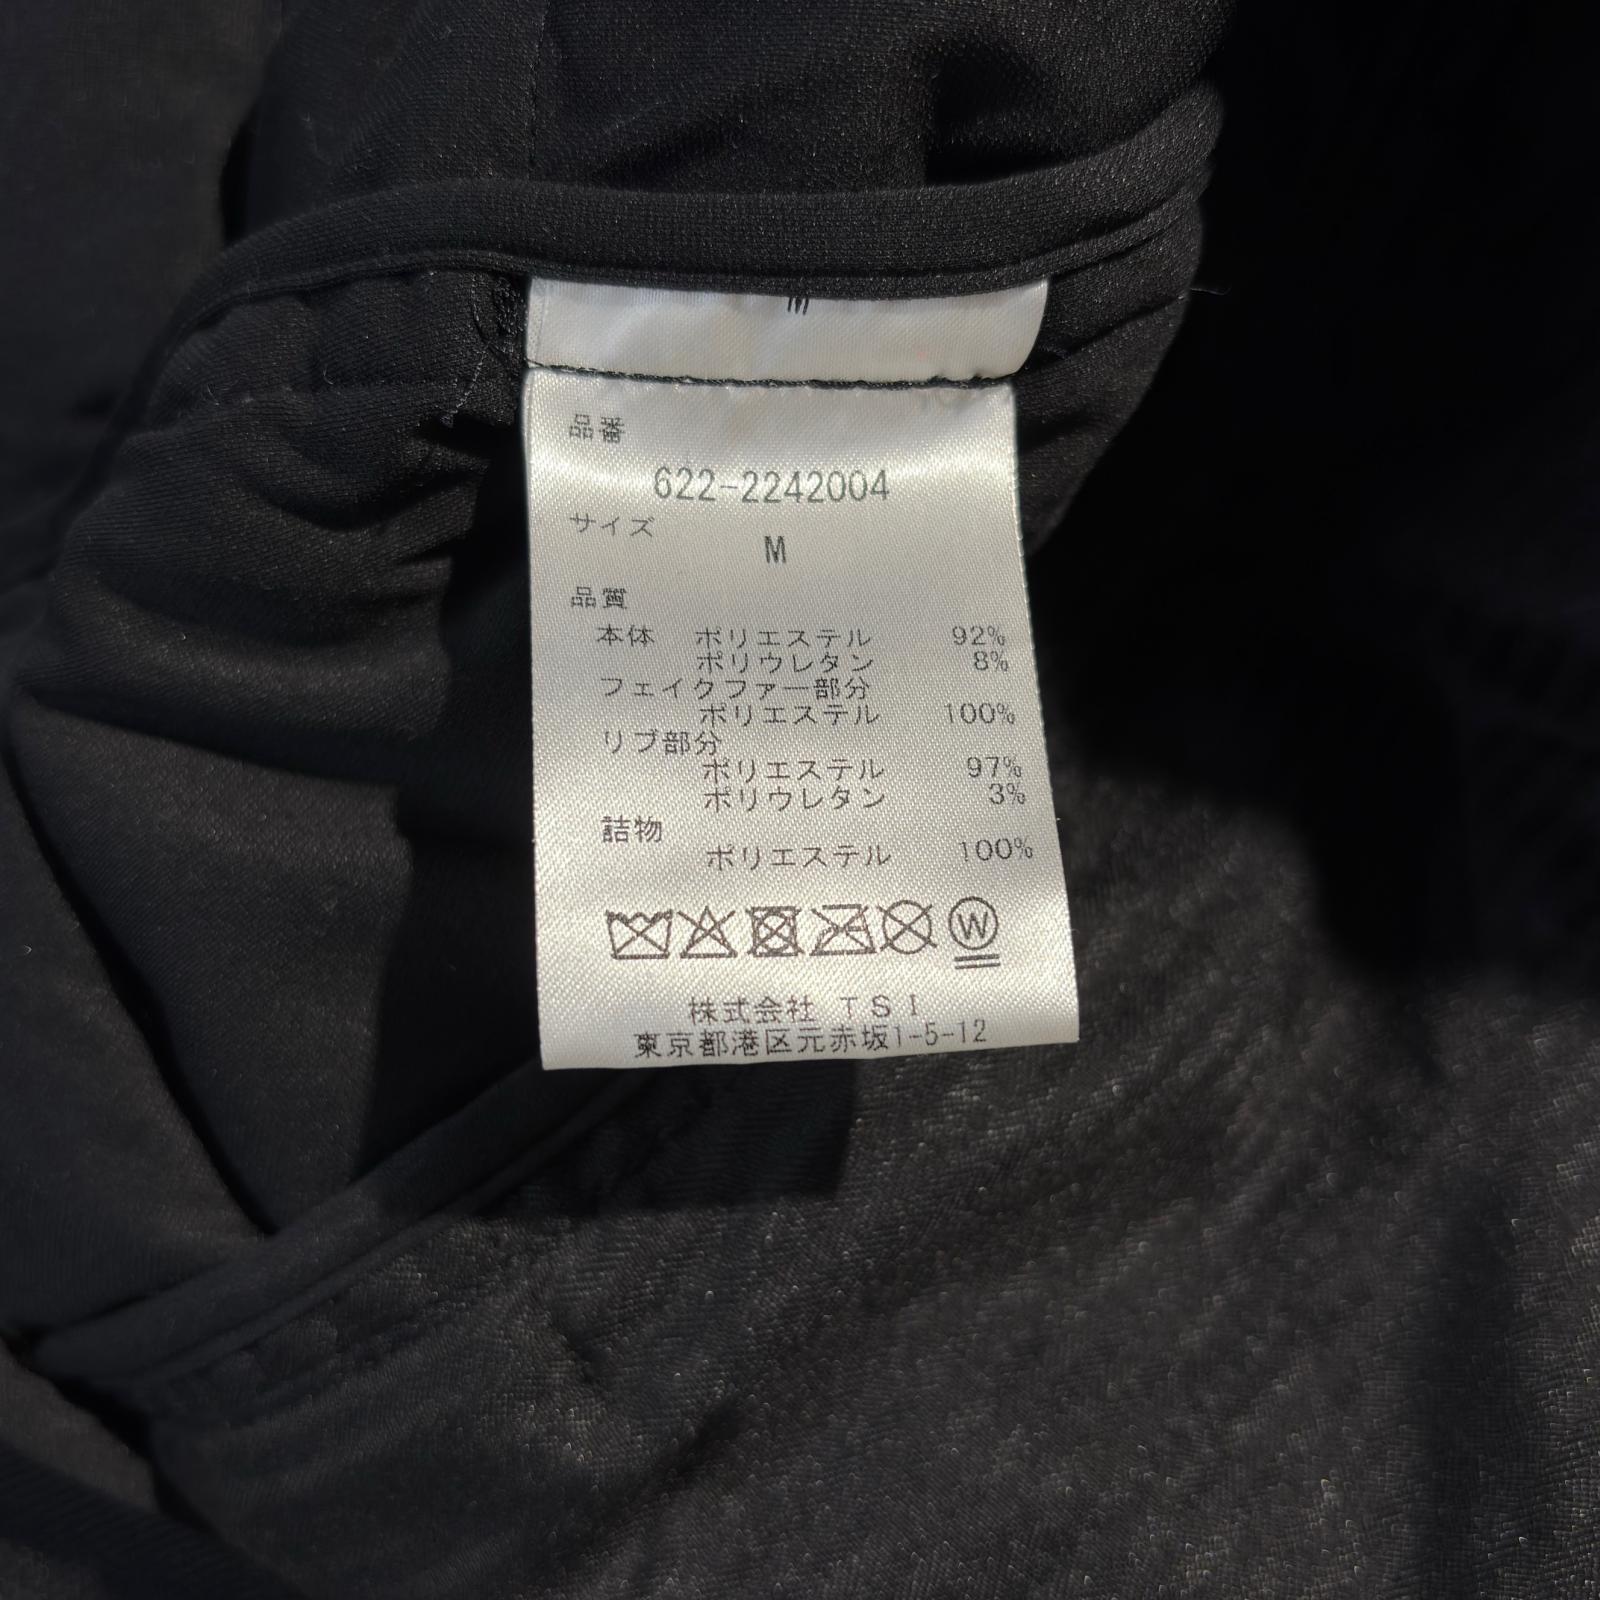 M
品番
622-2242004
サイズ
M
品質
本体 ポリエステル 92%
ポリウレタン 8%
フェイクファー部分
ポリエステル 100%
リブ部分
ポリエステル 97%
ポリウレタン 3%
詰物
ポリエステル 100%
W
株式会社 TSI
東京都港区元赤坂1-5-12